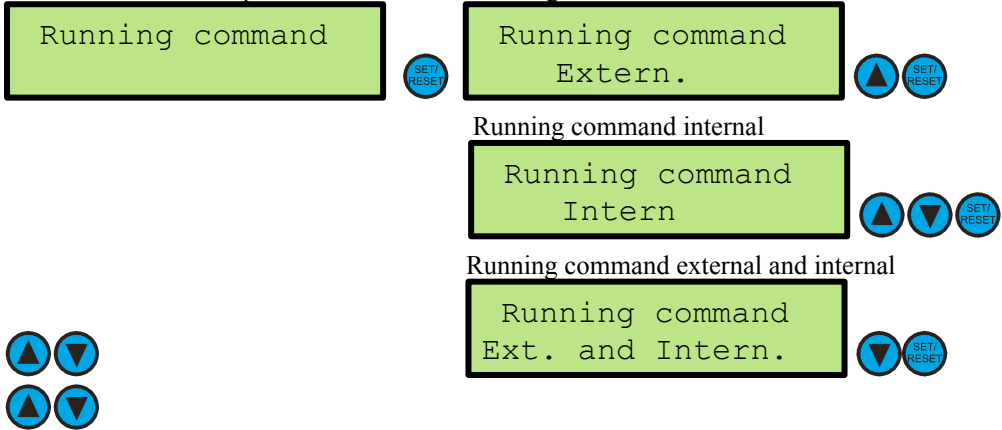 Running command
SET/
RESET
Running command
Extern.
SET/
RESET
Running command internal
Running command
Intern
SET/
RESET
Running command external and internal
Running command
Ext. and Intern.
SET/
RESET